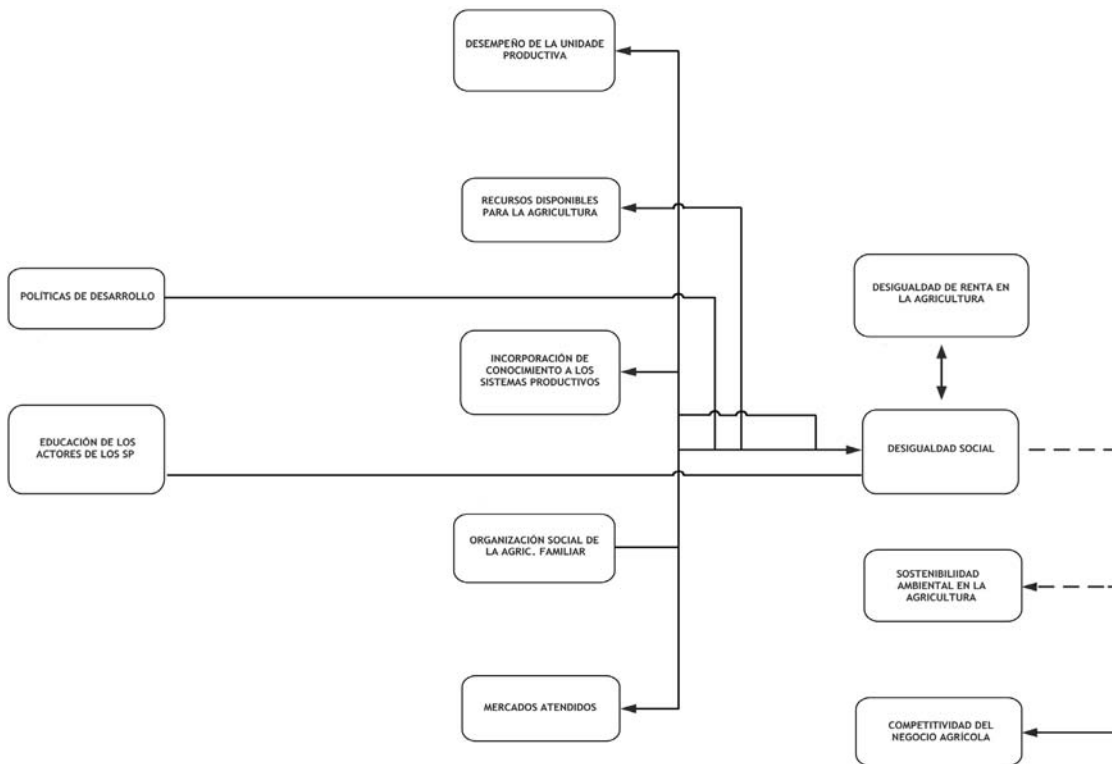 DESEMPEÑO DE LA UNIDADE
PRODUCTIVA
RECURSOS DISPONIBLES
PARA LA AGRICULTURA
POLÍTICAS DE DESARROLLO
DESIGUALDAD DE RENTA EN
LA AGRICULTURA
INCORPORACIÓN DE
CONOCIMIENTO A LOS
SISTEMAS PRODUCTIVOS
EDUCACIÓN DE LOS
ACTORES DE LOS SP
DESIGUALDAD SOCIAL
ORGANIZACIÓN SOCIAL DE
LA AGRIC. FAMILIAR
SOSTENIBILIIDAD
AMBIENTAL EN LA
AGRICULTURA
MERCADOS ATENDIDOS
COMPETITIVIDAD DEL
NEGOCIO AGRÍCOLA